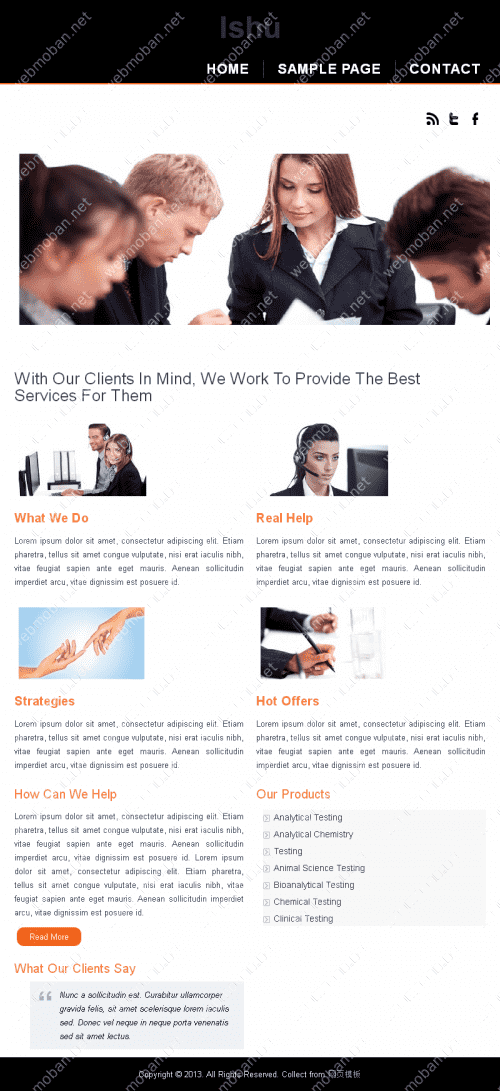 Ishu
HOME
SAMPLE PAGE
CONTACT
With Our Clients In Mind, We Work To Provide The Best
Services For Them
What We Do
Lorem ipsum dolor sit amet, consectetur adipiscing elit. Etiam
pharetra, tellus sit amet congue vulputate, nisi erat iaculis nibh,
vitae feugiat sapien ante eget mauris. Aenean sollicitudin
imperdiet arcu, vitae dignissim est posuere id.
Real Help
Lorem ipsum dolor sit amet, consectetur adipiscing elit. Etiam
pharetra, tellus sit amet congue vulputate, nisi erat iaculis nibh,
vitae feugiat sapien ante eget mauris. Aenean sollicitudin
imperdiet arcu, vitae dignissim est posuere id.
Strategies
Lorem ipsum dolor sit amet, consectetur adipiscing elit. Etiam
pharetra, tellus sit amet congue vulputate, nisi erat iaculis nibh,
vitae feugiat sapien ante eget mauris. Aenean sollicitudin
imperdiet arcu, vitae dignissim est posuere id.
Hot Offers
Lorem ipsum dolor sit amet, consectetur adipiscing elit. Etiam
pharetra, tellus sit amet congue vulputate, nisi erat iaculis nibh,
vitae feugiat sapien ante eget mauris. Aenean sollicitudin
imperdiet arcu, vitae dignissim est posuere id.
How Can We Help
Lorem ipsum dolor sit amet, consectetur adipiscing elit. Etiam
pharetra, tellus sit amet congue vulputate, nisi erat iaculis nibh,
vitae feugiat sapien ante eget mauris. Aenean sollicitudin
imperdiet arcu, vitae dignissim est posuere id. Lorem ipsum
dolor sit amet, consectetur adipiscing elit. Etiam pharetra,
tellus sit amet congue vulputate, nisi erat iaculis nibh, vitae
feugiat sapien ante eget mauris. Aenean sollicitudin imperdiet
arcu, vitae dignissim est posuere id.
Read More
Our Products
Analytical Testing
Analytical Chemistry
Testing
Animal Science Testing
Bioanalytical Testing
Chemical Testing
Clinical Testing
What Our Clients Say
Nunc a sollicitudin est. Curabitur ullamcorper
gravida felis, sit amet scelerisque lorem iaculis
sed. Donec vel neque in neque porta venenatis
sed sit amet lectus.
Copyright © 2013. All Rights Reserved. Collect from 网页模板
webmoban.net